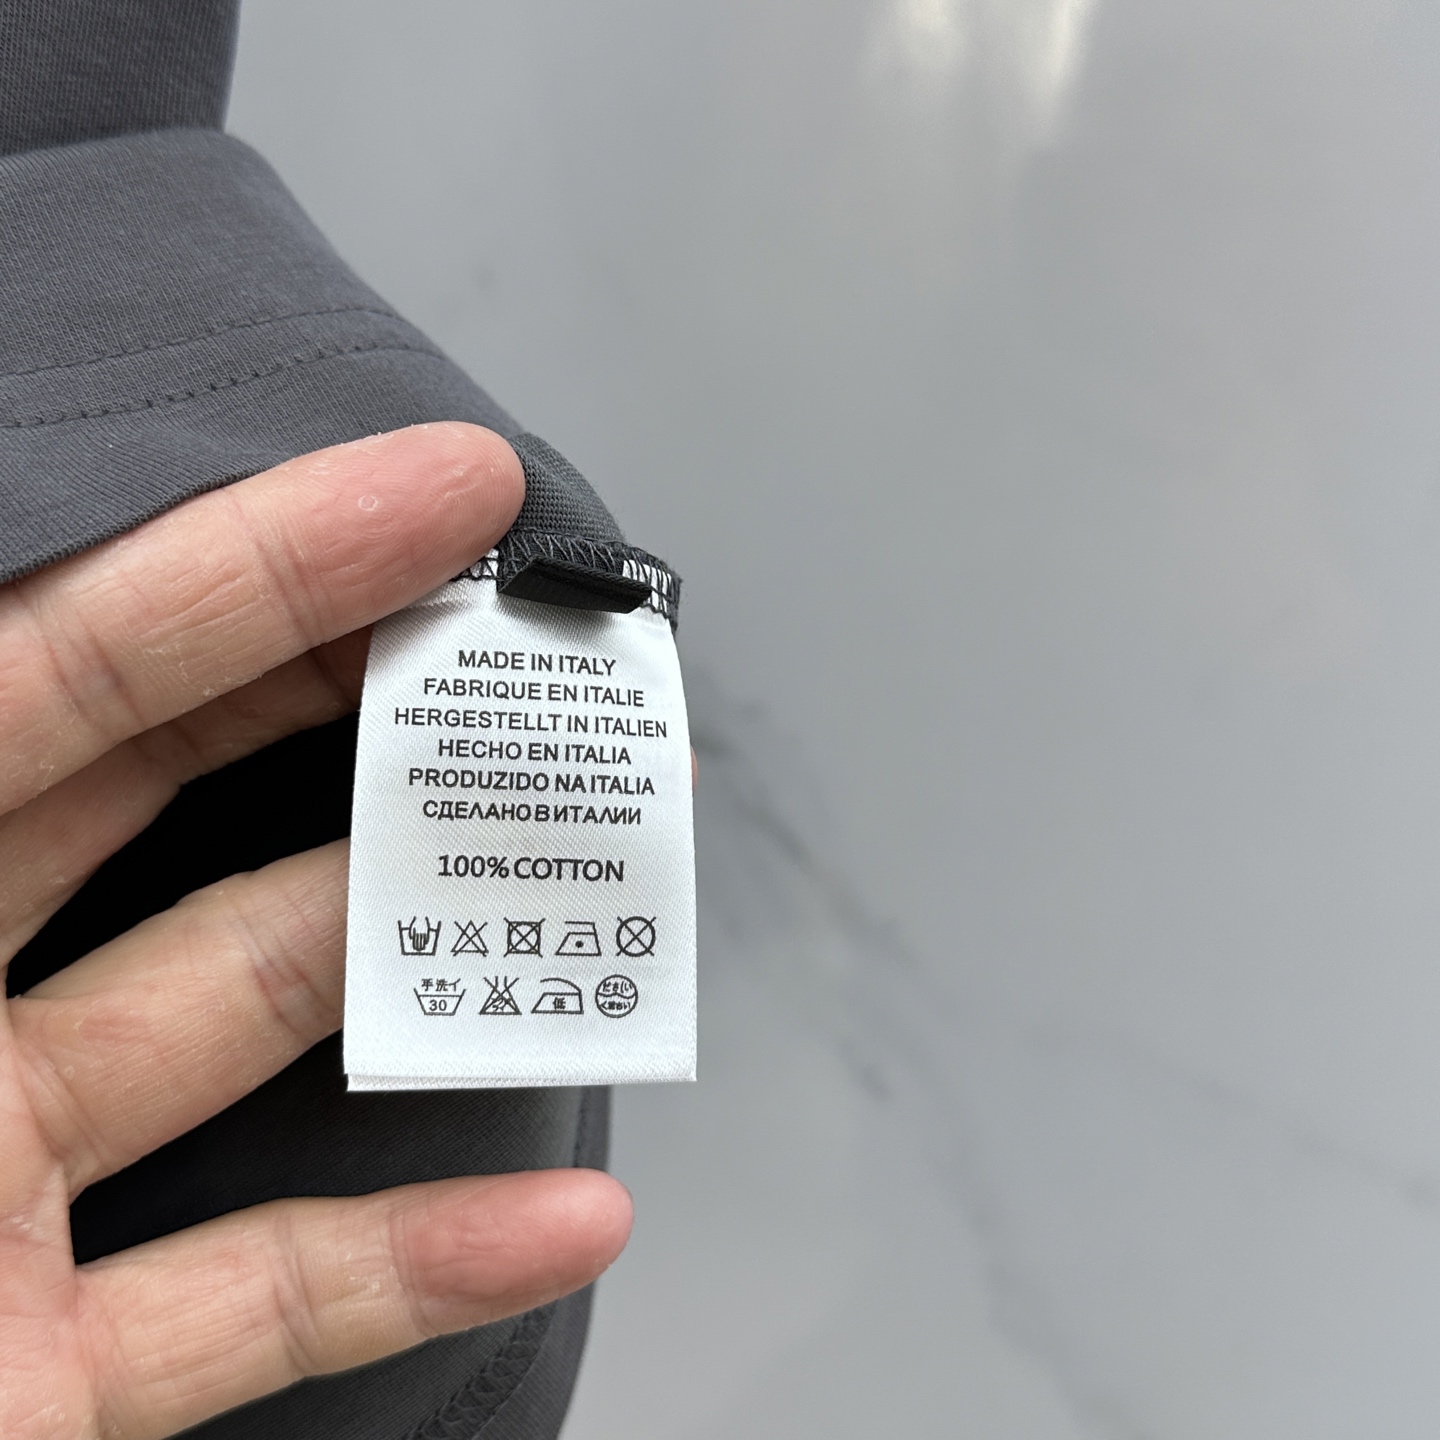 MADE IN ITALY
FABRIQUE EN ITALIE
HERGESTELLT IN ITALIEN
HECHO EN ITALIA
PRODUZIDO NA ITALIA
СДЕЛАНО В ИТАЛИИ
100% COTTON
手洗イ
30
低